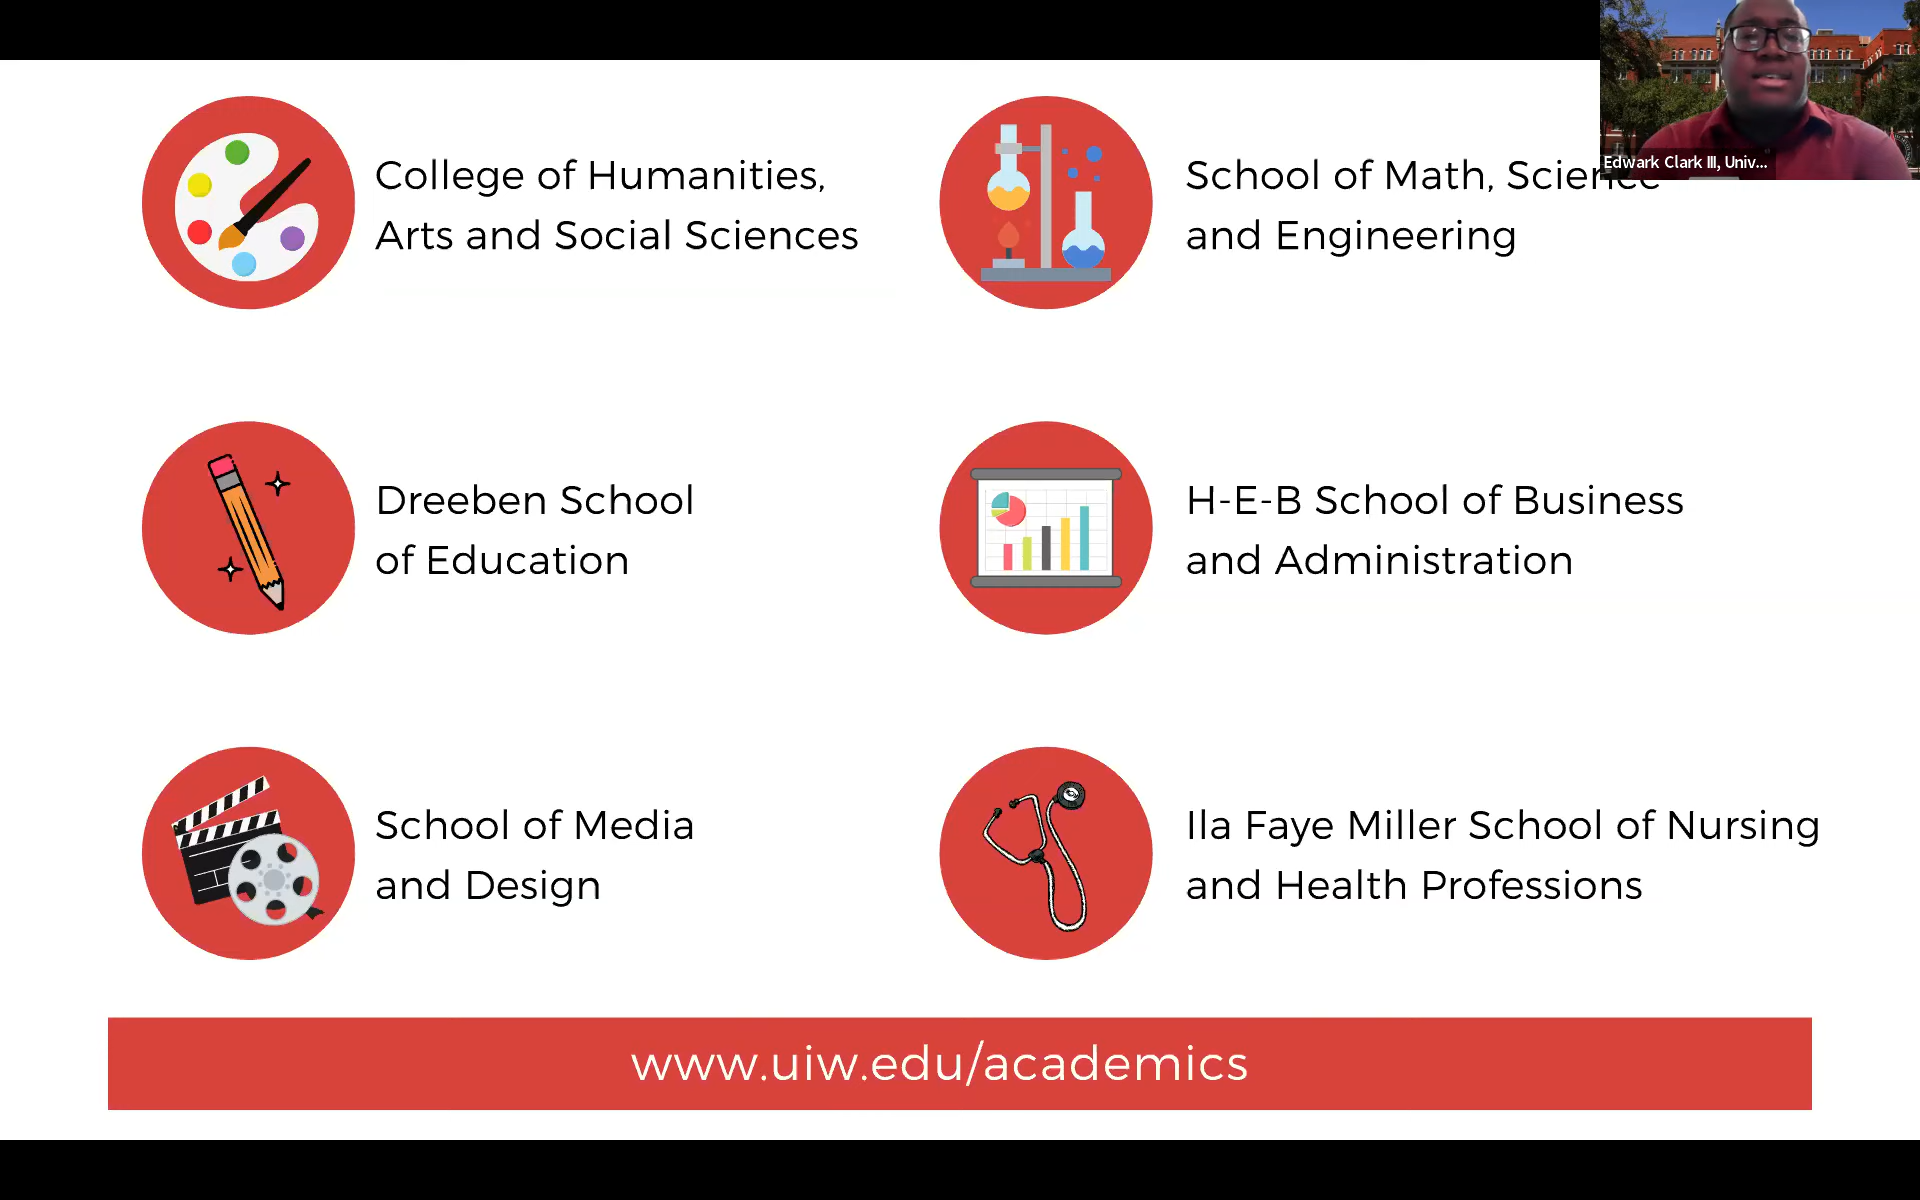 College of Humanities,
Arts and Social Sciences
School of Math, Science
and Engineering
Edwark Clark III, Univ...
Dreeben School
of Education
H-E-B School of Business
and Administration
School of Media
and Design
Ila Faye Miller School of Nursing
and Health Professions
www.uiw.edu/academics